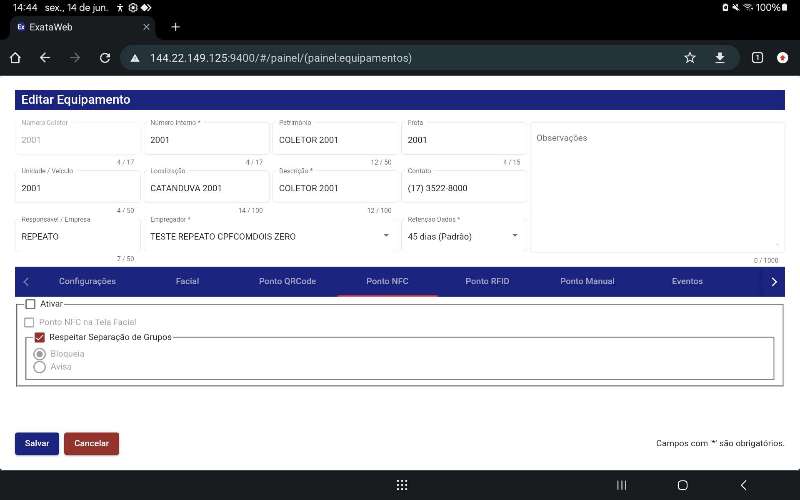 14:44 sex., 14 de jun. 100%
Ex ExataWeb
144.22.149.125:9400/#/painel/(painel:equipamentos) 1
Editar Equipamento
Número Coletor Número Interno * Patrimônio Frota
2001 2001 COLETOR 2001 2001 Observações
4 / 17 4 / 17 12 / 50 4 / 15
Unidade / Veículo Localização Descrição * Contato
2001 CATANDUVA 2001 COLETOR 2001 (17) 3522-8000
4 / 50 14 / 100 12 / 100
Responsável / Empresa Empregador * Retenção Dados *
REPEATO TESTE REPEATO CPFCOMDOIS ZERO 45 dias (Padrão)
7 / 50 0 / 1000
Configurações Facial Ponto QRCode Ponto NFC Ponto RFID Ponto Manual Eventos
Ativar
Ponto NFC na Tela Facial
Respeitar Separação de Grupos
Bloqueia
Avisa
Salvar Cancelar Campos com '*' são obrigatórios.